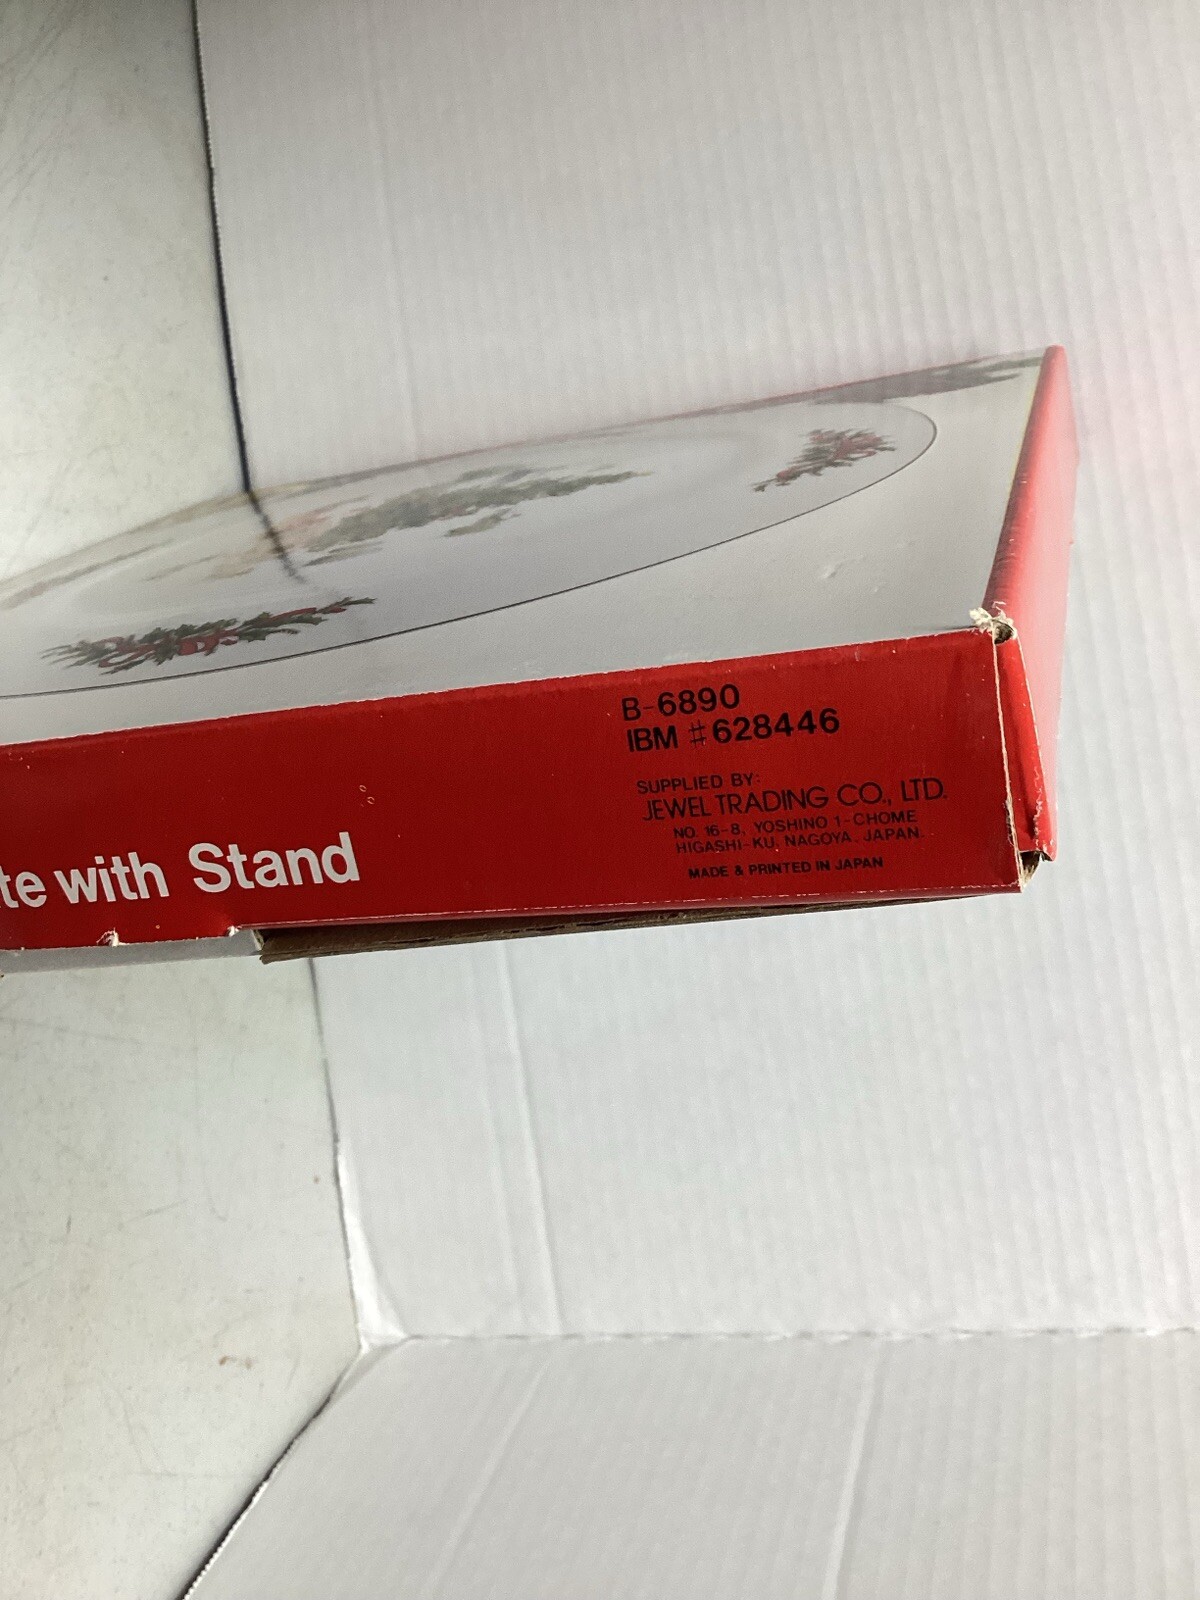 B-6890
IBM #628446
SUPPLIED BY:
JEWEL TRADING CO., LTD.
NO. 16-8, YOSHINO 1-CHOME
HIGASHI-KU, NAGOYA, JAPAN.
MADE & PRINTED IN JAPAN
te with Stand